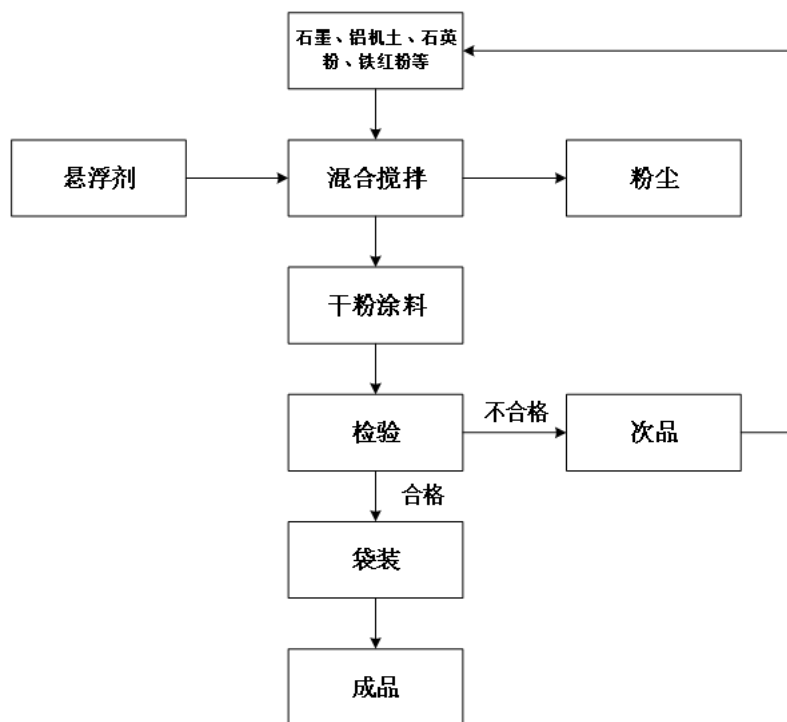 石墨、铝机土、石英
粉、铁红粉等
悬浮剂
混合搅拌
粉尘
干粉涂料
检验
不合格
次品
合格
袋装
成品